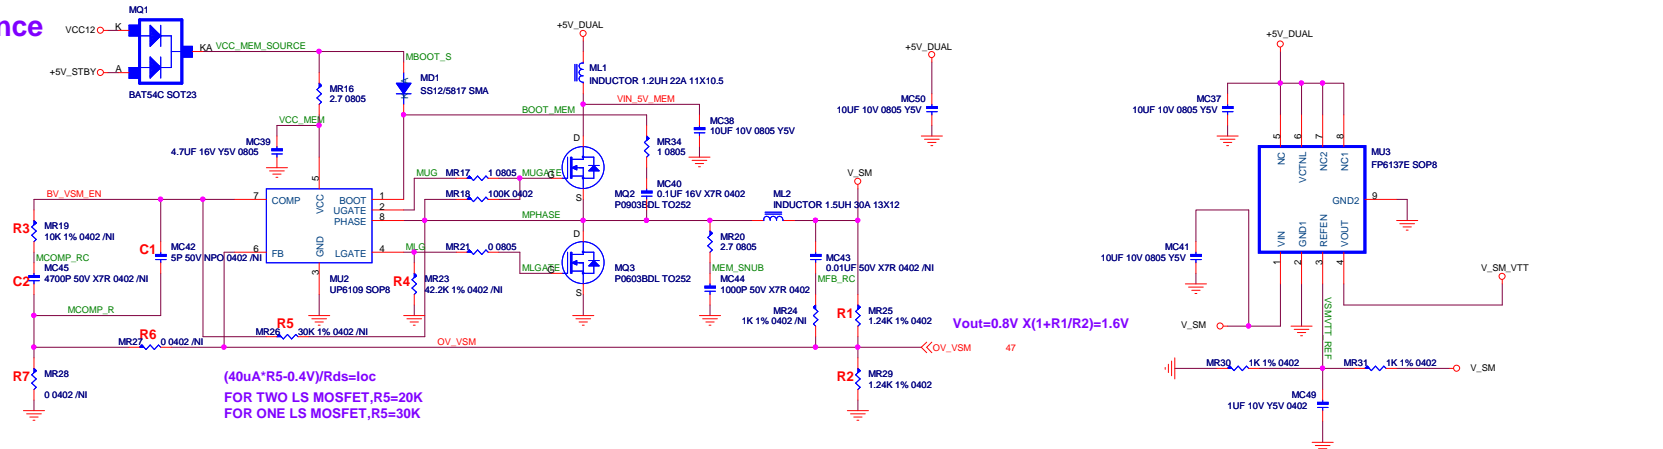 nce
MQ1
VCC12
K
KA
VCC_MEM_SOURCE
+5V_STBY
A
BAT54C SOT23
MR16
2.7 0805
VCC_MEM
MC39
4.7UF 16V Y5V 0805
MBOOT_S
MD1
SS12/5817 SMA
BOOT_MEM
+5V_DUAL
ML1
INDUCTOR 1.2UH 22A 11X10.5
VIN_5V_MEM
MC38
10UF 10V 0805 Y5V
MR34
1 0805
MC40
0.1UF 16V X7R 0402
D
G
S
MQ2
P0903BDL TO252
MUG
MR17
1 0805
MUGATE
MR18
100K 0402
MPHASE
BV_VSM_EN
R3
MR19
10K 1% 0402 /NI
MCOMP_RC
C2
MC45
4700P 50V X7R 0402 /NI
C1
MC42
5P 50V NPO 0402 /NI
MCOMP_R
7
COMP
5
VCC
BOOT
1
UGATE
2
PHASE
8
6
FB
GND
3
LGATE
4
MU2
UP6109 SOP8
MLG
MR21
0 0805
MLGATE
R4
MR23
42.2K 1% 0402 /NI
D
G
S
MQ3
P0603BDL TO252
MR20
2.7 0805
MEM_SNUB
MC44
1000P 50V X7R 0402
ML2
INDUCTOR 1.5UH 30A 13X12
V_SM
MC43
0.01UF 50V X7R 0402 /NI
MFB_RC
MR24
1K 1% 0402 /NI
R1
MR25
1.24K 1% 0402
Vout=0.8V X(1+R1/R2)=1.6V
R5
MR26
30K 1% 0402 /NI
R6
MR27
0 0402 /NI
OV_VSM
OV_VSM
47
R7
MR28
0 0402 /NI
R2
MR29
1.24K 1% 0402
(40uA*R5-0.4V)/Rds=Ioc
FOR TWO LS MOSFET,R5=20K
FOR ONE LS MOSFET,R5=30K
+5V_DUAL
MC50
10UF 10V 0805 Y5V
+5V_DUAL
MC37
10UF 10V 0805 Y5V
5
6
7
8
NC
VCTNL
NC2
NC1
MU3
FP6137E SOP8
GND2
9
VIN
GND1
REFEN
VOUT
1
2
3
4
MC41
10UF 10V 0805 Y5V
V_SM
V_SM_VTT
VSMVTT_REF
MR30
1K 1% 0402
MR31
1K 1% 0402
V_SM
MC49
1UF 10V Y5V 0402